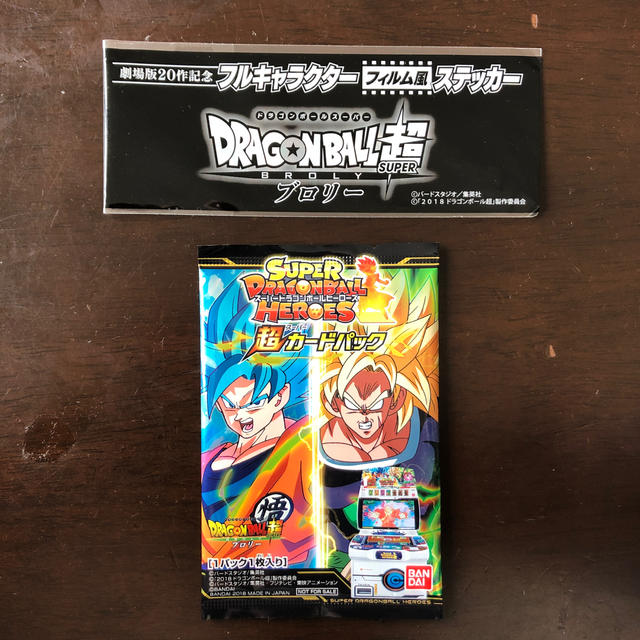 劇場版20作記念 フルキャラクター フィルム風 ステッカー
ドラゴンボールスーパー
DRAGONBALL超
SUPER
BROLY
ブロリー
©バードスタジオ/集英社
©「2018ドラゴンボール超」製作委員会
SUPER
DRAGONBALL
スーパードラゴンボールヒーローズ
HEROES
スーパー
超カードパック
悟
DRAGONBALL超
ブロリー
[1パック1枚入り]
©バードスタジオ/集英社
©「2018ドラゴンボール超」製作委員会
©バードスタジオ/集英社・フジテレビ・東映アニメーション
©BANDAI
BANDAI 2018 MADE IN JAPAN
NOT FOR SALE
BAN
DAI
SUPER DRAGONBALL HEROES